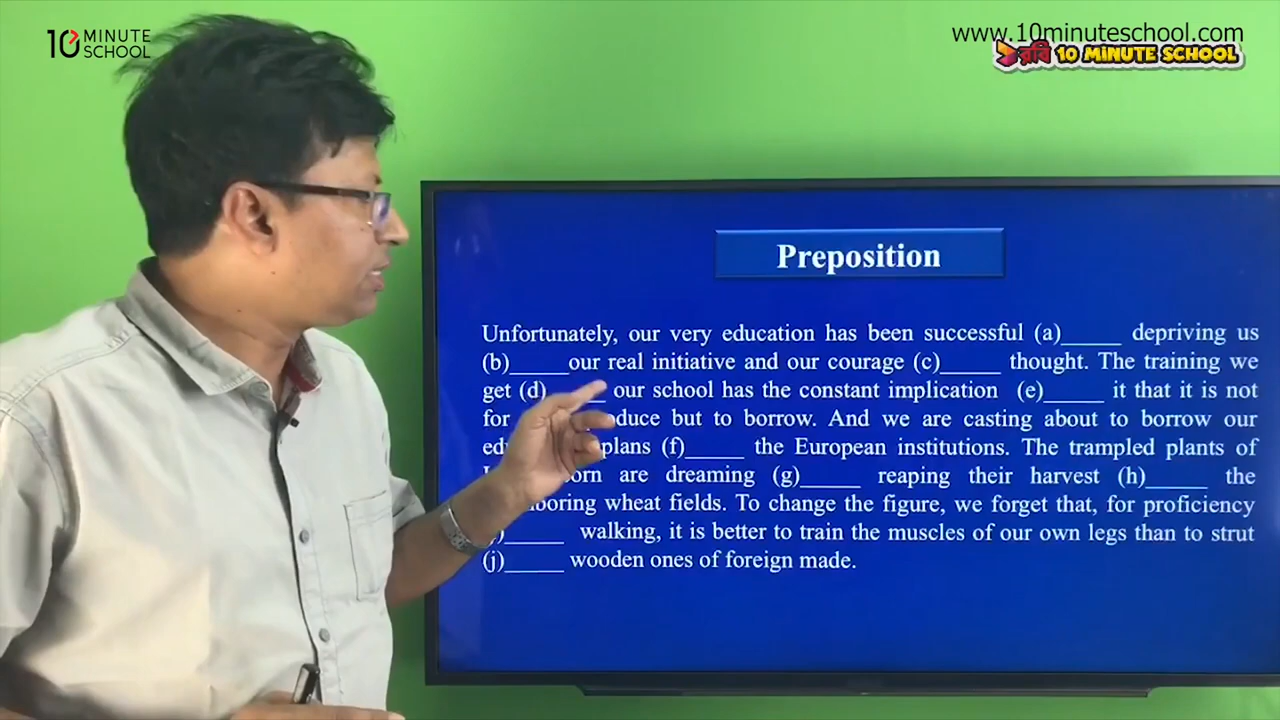 10 MINUTE SCHOOL
www.10minuteschool.com
রবি 10 MINUTE SCHOOL
Preposition
Unfortunately, our very education has been successful (a)_____ depriving us
(b)_____our real initiative and our courage (c)_____ thought. The training we
get (d)_____ our school has the constant implication (e)_____ it that it is not
for duce but to borrow. And we are casting about to borrow our
plans (f)_____ the European institutions. The trampled plants of
corn are dreaming (g)_____ reaping their harvest (h)_____ the
wheat fields. To change the figure, we forget that, for proficiency
_____ walking, it is better to train the muscles of our own legs than to strut
(j)_____ wooden ones of foreign made.